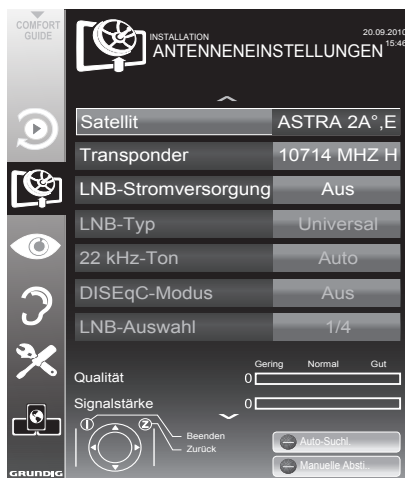 COMFORT
GUIDE
INSTALLATION
20.09.2010
ANTENNENEINSTELLUNGEN
15:46
Satellit ASTRA 2A°,E
Transponder 10714 MHZ H
LNB-Stromversorgung Aus
LNB-Typ Universal
22 kHz-Ton Auto
DISEqC-Modus Aus
LNB-Auswahl 1/4
Gering Normal Gut
Qualität 0
Signalstärke 0
Beenden
Zurück
Auto-Suchl.
Manuelle Absti..
GRUNDIG